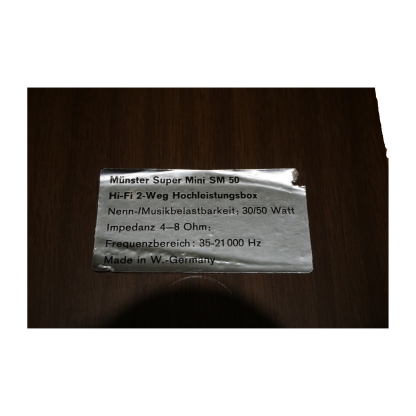 Münster Super Mini SM 50
Hi-Fi 2-Weg Hochleistungsbox
Nenn-/Musikbelastbarkeit: 30/50 Watt
Impedanz 4–8 Ohm;
Frequenzbereich: 35-21000 Hz
Made in W.-Germany